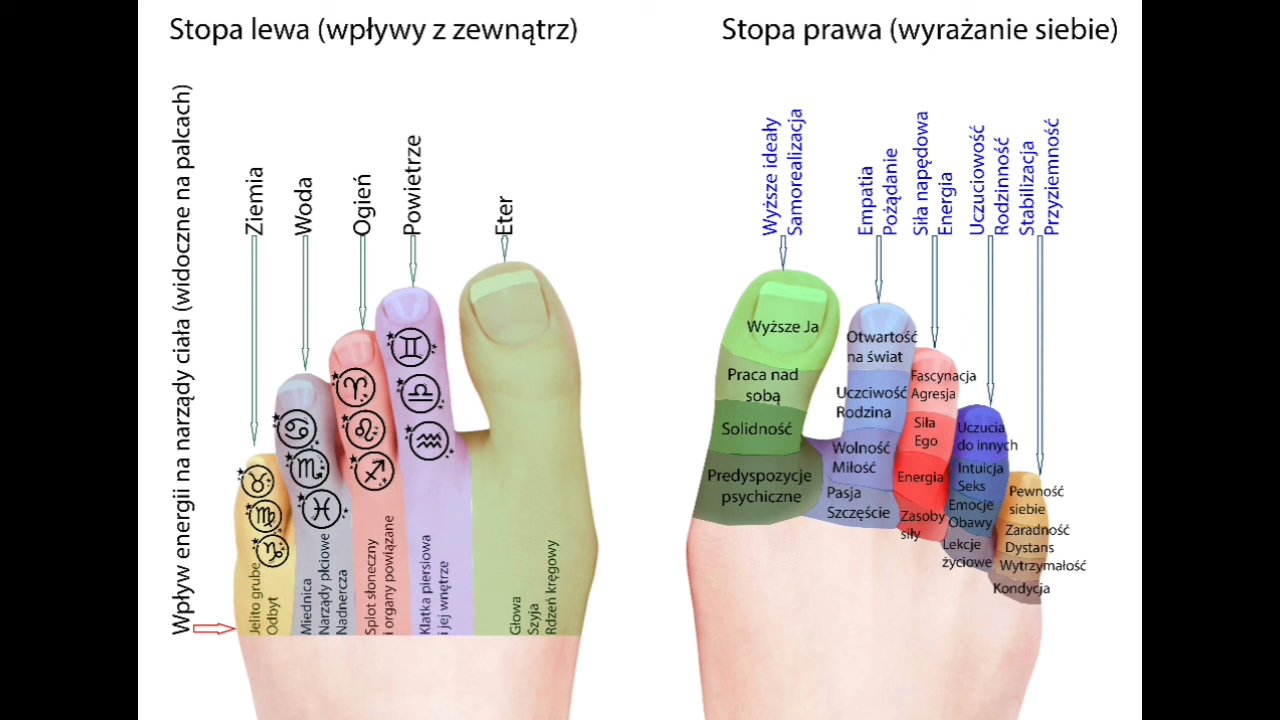 Stopa lewa (wpływy z zewnątrz)
Wpływ energii na narządy ciała (widoczne na palcach)
Ziemia
Woda
Ogień
Powietrze
Eter
Jelito grube
Odbyt
Miednica
Narządy płciowe
Nadnercza
Splot słoneczny
i organy powiązane
Klatka piersiowa
i jej wnętrze
Głowa
Szyja
Rdzeń kręgowy
Stopa prawa (wyrażanie siebie)
Wyższe ideały
Samorealizacja
Empatia
Pożądanie
Siła napędowa
Energia
Uczuciowość
Rodzinność
Stabilizacja
Przyziemność
Wyższe Ja
Praca nad
sobą
Solidność
Predyspozycje
psychiczne
Otwartość
na świat
Uczciwość
Rodzina
Wolność
Miłość
Pasja
Szczęście
Fascynacja
Agresja
Siła
Ego
Energia
Zasoby
siły
Uczucia
do innych
Intuicja
Seks
Emocje
Obawy
Lekcje
życiowe
Pewność
siebie
Zaradność
Dystans
Wytrzymałość
Kondycja